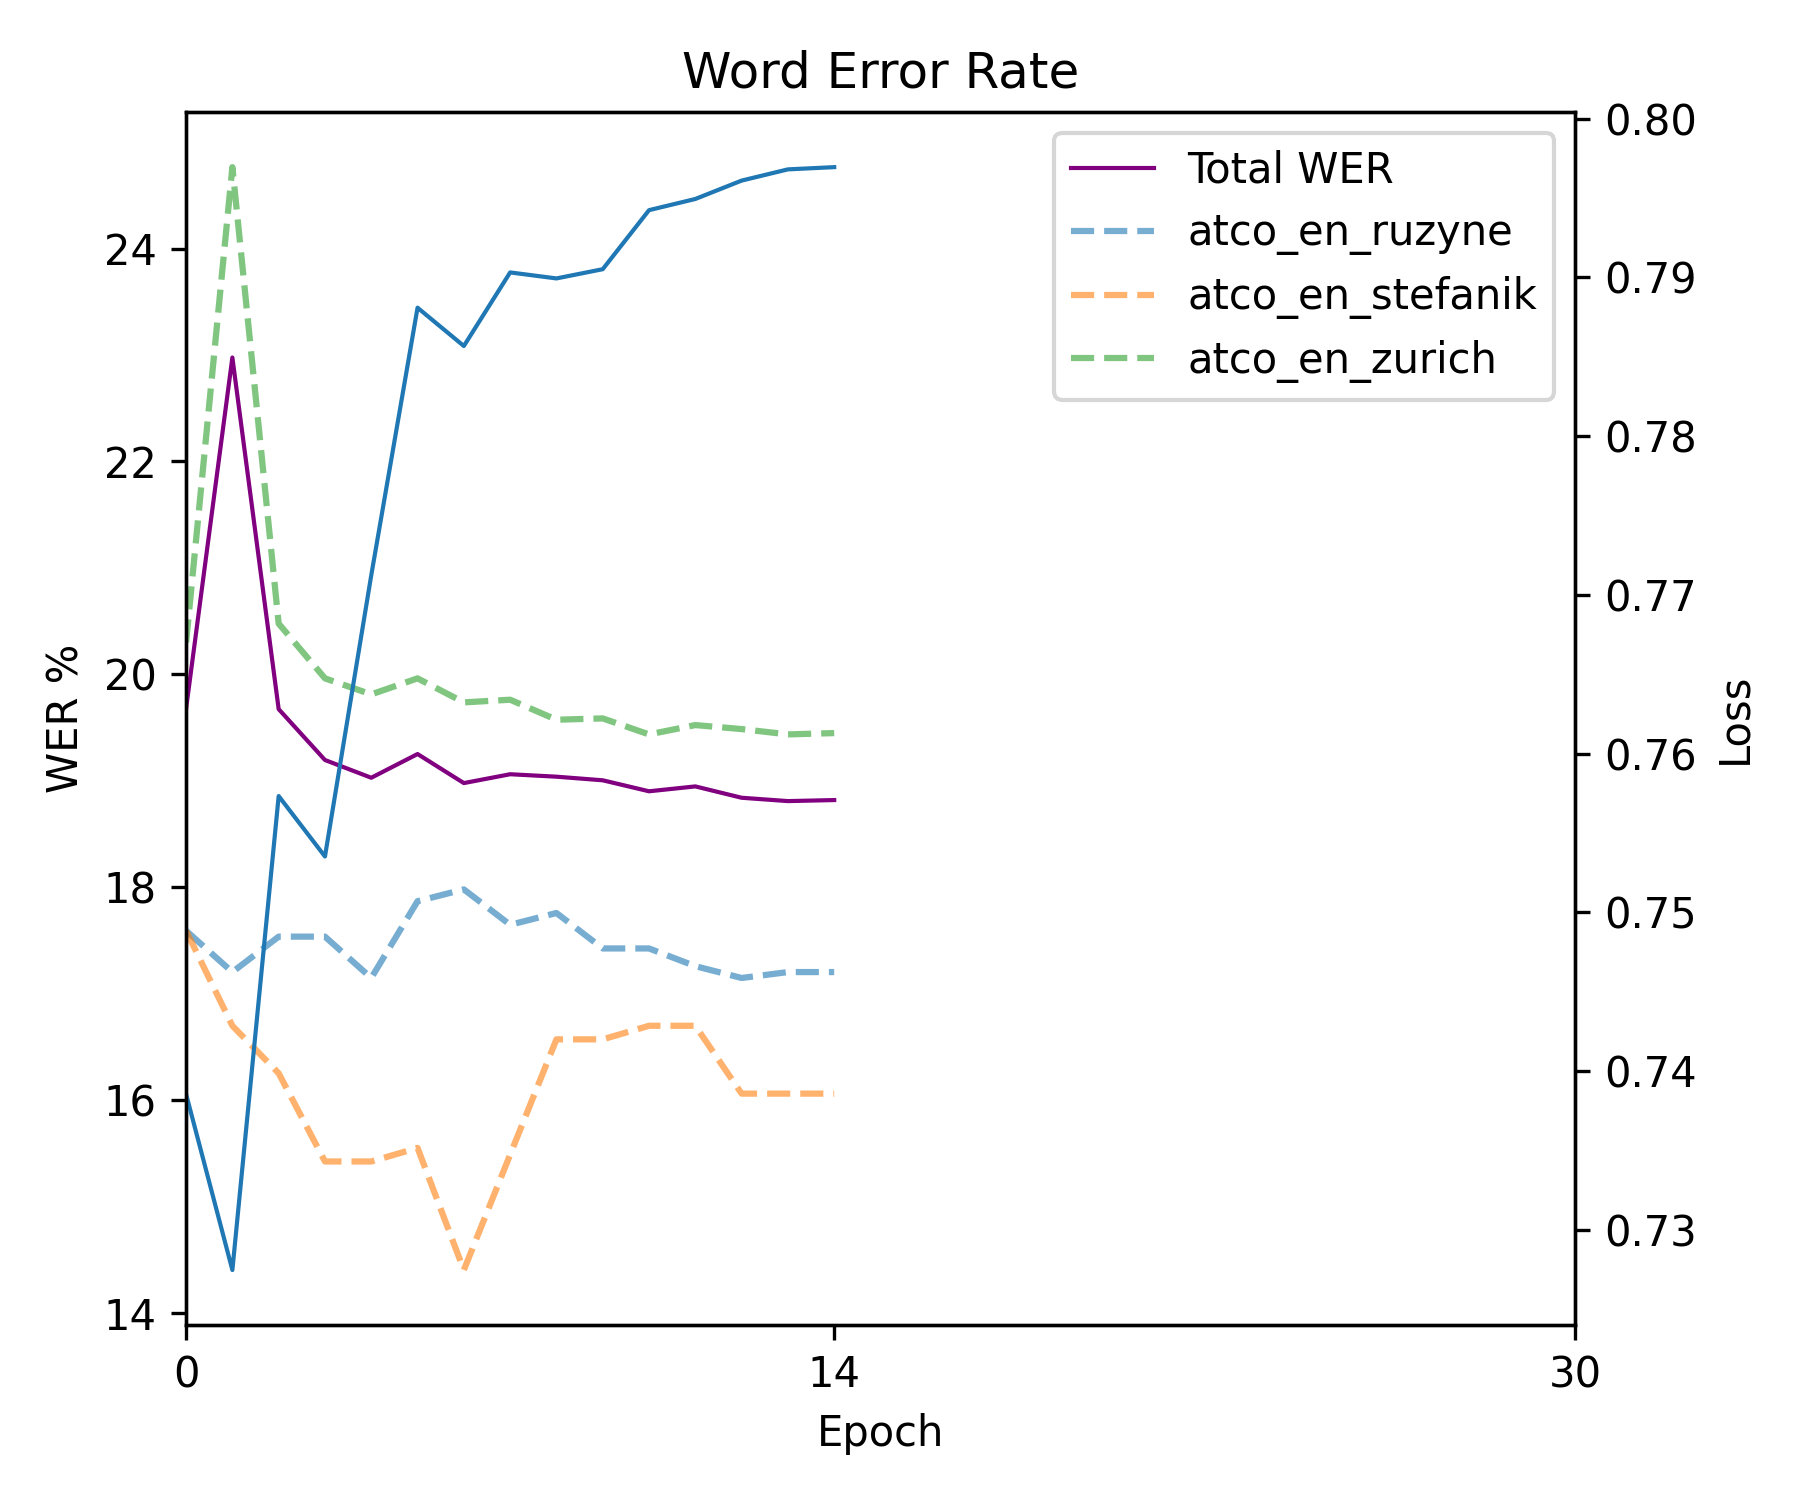 Word Error Rate
Total WER
atco_en_ruzyne
atco_en_stefanik
atco_en_zurich
WER %
24
22
20
18
16
14
0.80
0.79
0.78
0.77
0.76
0.75
0.74
0.73
Loss
0
14
30
Epoch